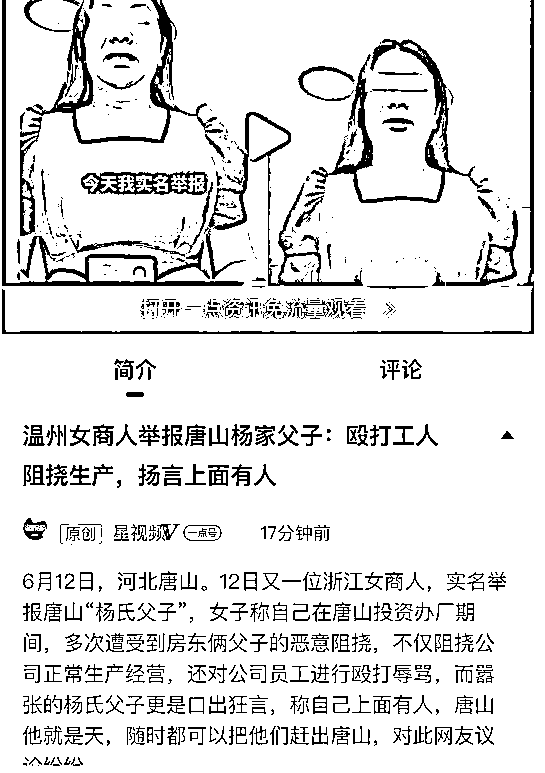 今天我实名举报
打开一点资讯免流量观看 》
简介 评论
温州女商人举报唐山杨家父子：殴打工人
阻挠生产，扬言上面有人
原创 星视频V 一点号 17分钟前
6月12日，河北唐山。12日又一位浙江女商人，实名举
报唐山“杨氏父子”，女子称自己在唐山投资办厂期
间，多次遭受到房东俩父子的恶意阻挠，不仅阻挠公
司正常生产经营，还对公司员工进行殴打辱骂，而嚣
张的杨氏父子更是口出狂言，称自己上面有人，唐山
他就是天，随时都可以把他们赶出唐山，对此网友议